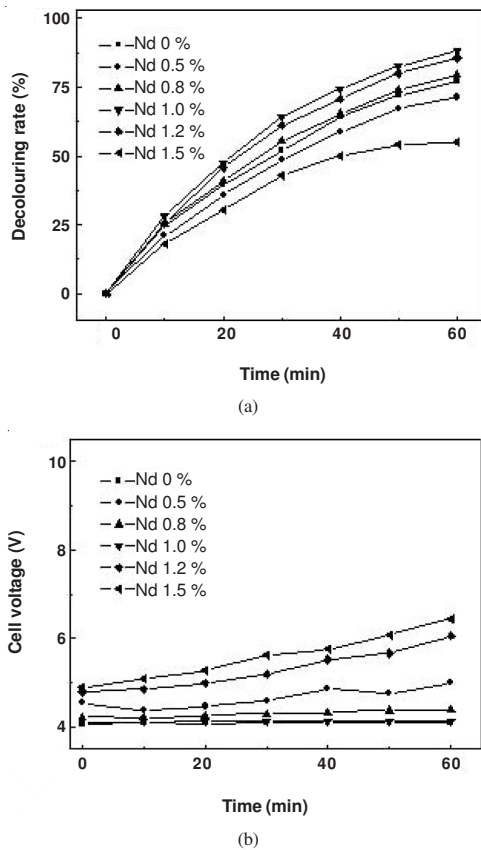 100
75
50
25
0
Decolouring rate (%)
Nd 0 %
Nd 0.5 %
Nd 0.8 %
Nd 1.0 %
Nd 1.2 %
Nd 1.5 %
0 20 40 60
Time (min)
(a)
10
8
6
4
Cell voltage (V)
Nd 0 %
Nd 0.5 %
Nd 0.8 %
Nd 1.0 %
Nd 1.2 %
Nd 1.5 %
0 20 40 60
Time (min)
(b)